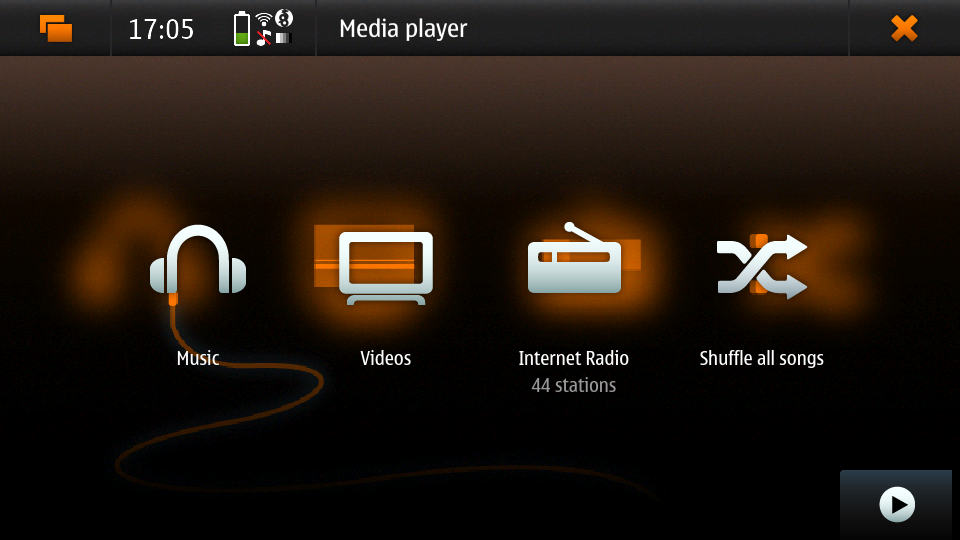 17:05
Media player
Music
Videos
Internet Radio
44 stations
Shuffle all songs